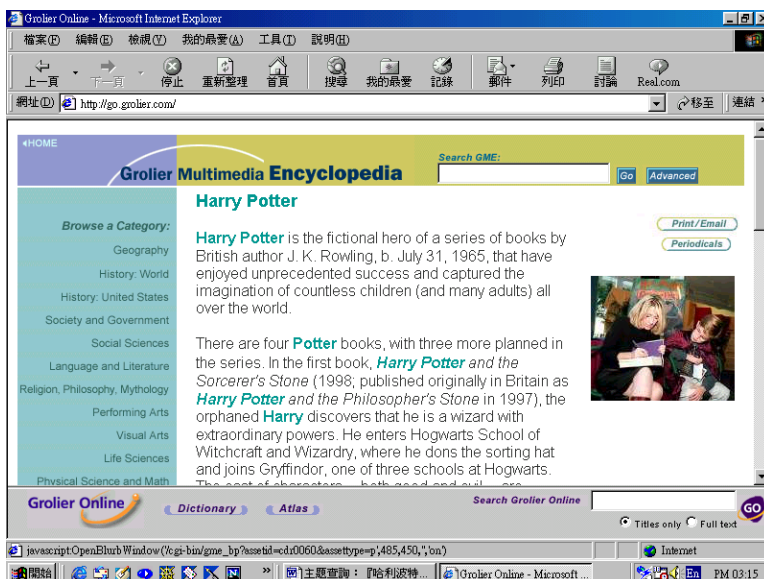 Grolier Online - Microsoft Internet Explorer
檔案(F) 編輯(E) 檢視(V) 我的最愛(A) 工具(T) 說明(H)
上一頁 下一頁 停止 重新整理 首頁 搜尋 我的最愛 記錄 郵件 列印 討論 Real.com
網址(D) http://go.grolier.com/ 移至 連結
HOME
Grolier Multimedia Encyclopedia
Search GME:
Go Advanced
Browse a Category:
Geography
History: World
History: United States
Society and Government
Social Sciences
Language and Literature
Religion, Philosophy, Mythology
Performing Arts
Visual Arts
Life Sciences
Physical Science and Math
Harry Potter
Harry Potter is the fictional hero of a series of books by
British author J. K. Rowling, b. July 31, 1965, that have
enjoyed unprecedented success and captured the
imagination of countless children (and many adults) all
over the world.
There are four Potter books, with three more planned in
the series. In the first book, Harry Potter and the
Sorcerer's Stone (1998; published originally in Britain as
Harry Potter and the Philosopher's Stone in 1997), the
orphaned Harry discovers that he is a wizard with
extraordinary powers. He enters Hogwarts School of
Witchcraft and Wizardry, where he dons the sorting hat
and joins Gryffindor, one of three schools at Hogwarts.
Print/Email
Periodicals
Grolier Online
Dictionary
Atlas
Search Grolier Online
GO
Titles only Full text
javascript:OpenBlurbWindow('/cgi-bin/gme_bp?assetid=cdr0060&assettype=p',485,450,'','on')
Internet
開始 » 主題查詢：『哈利波特... Grolier Online - Microsoft ... En PM 03:15